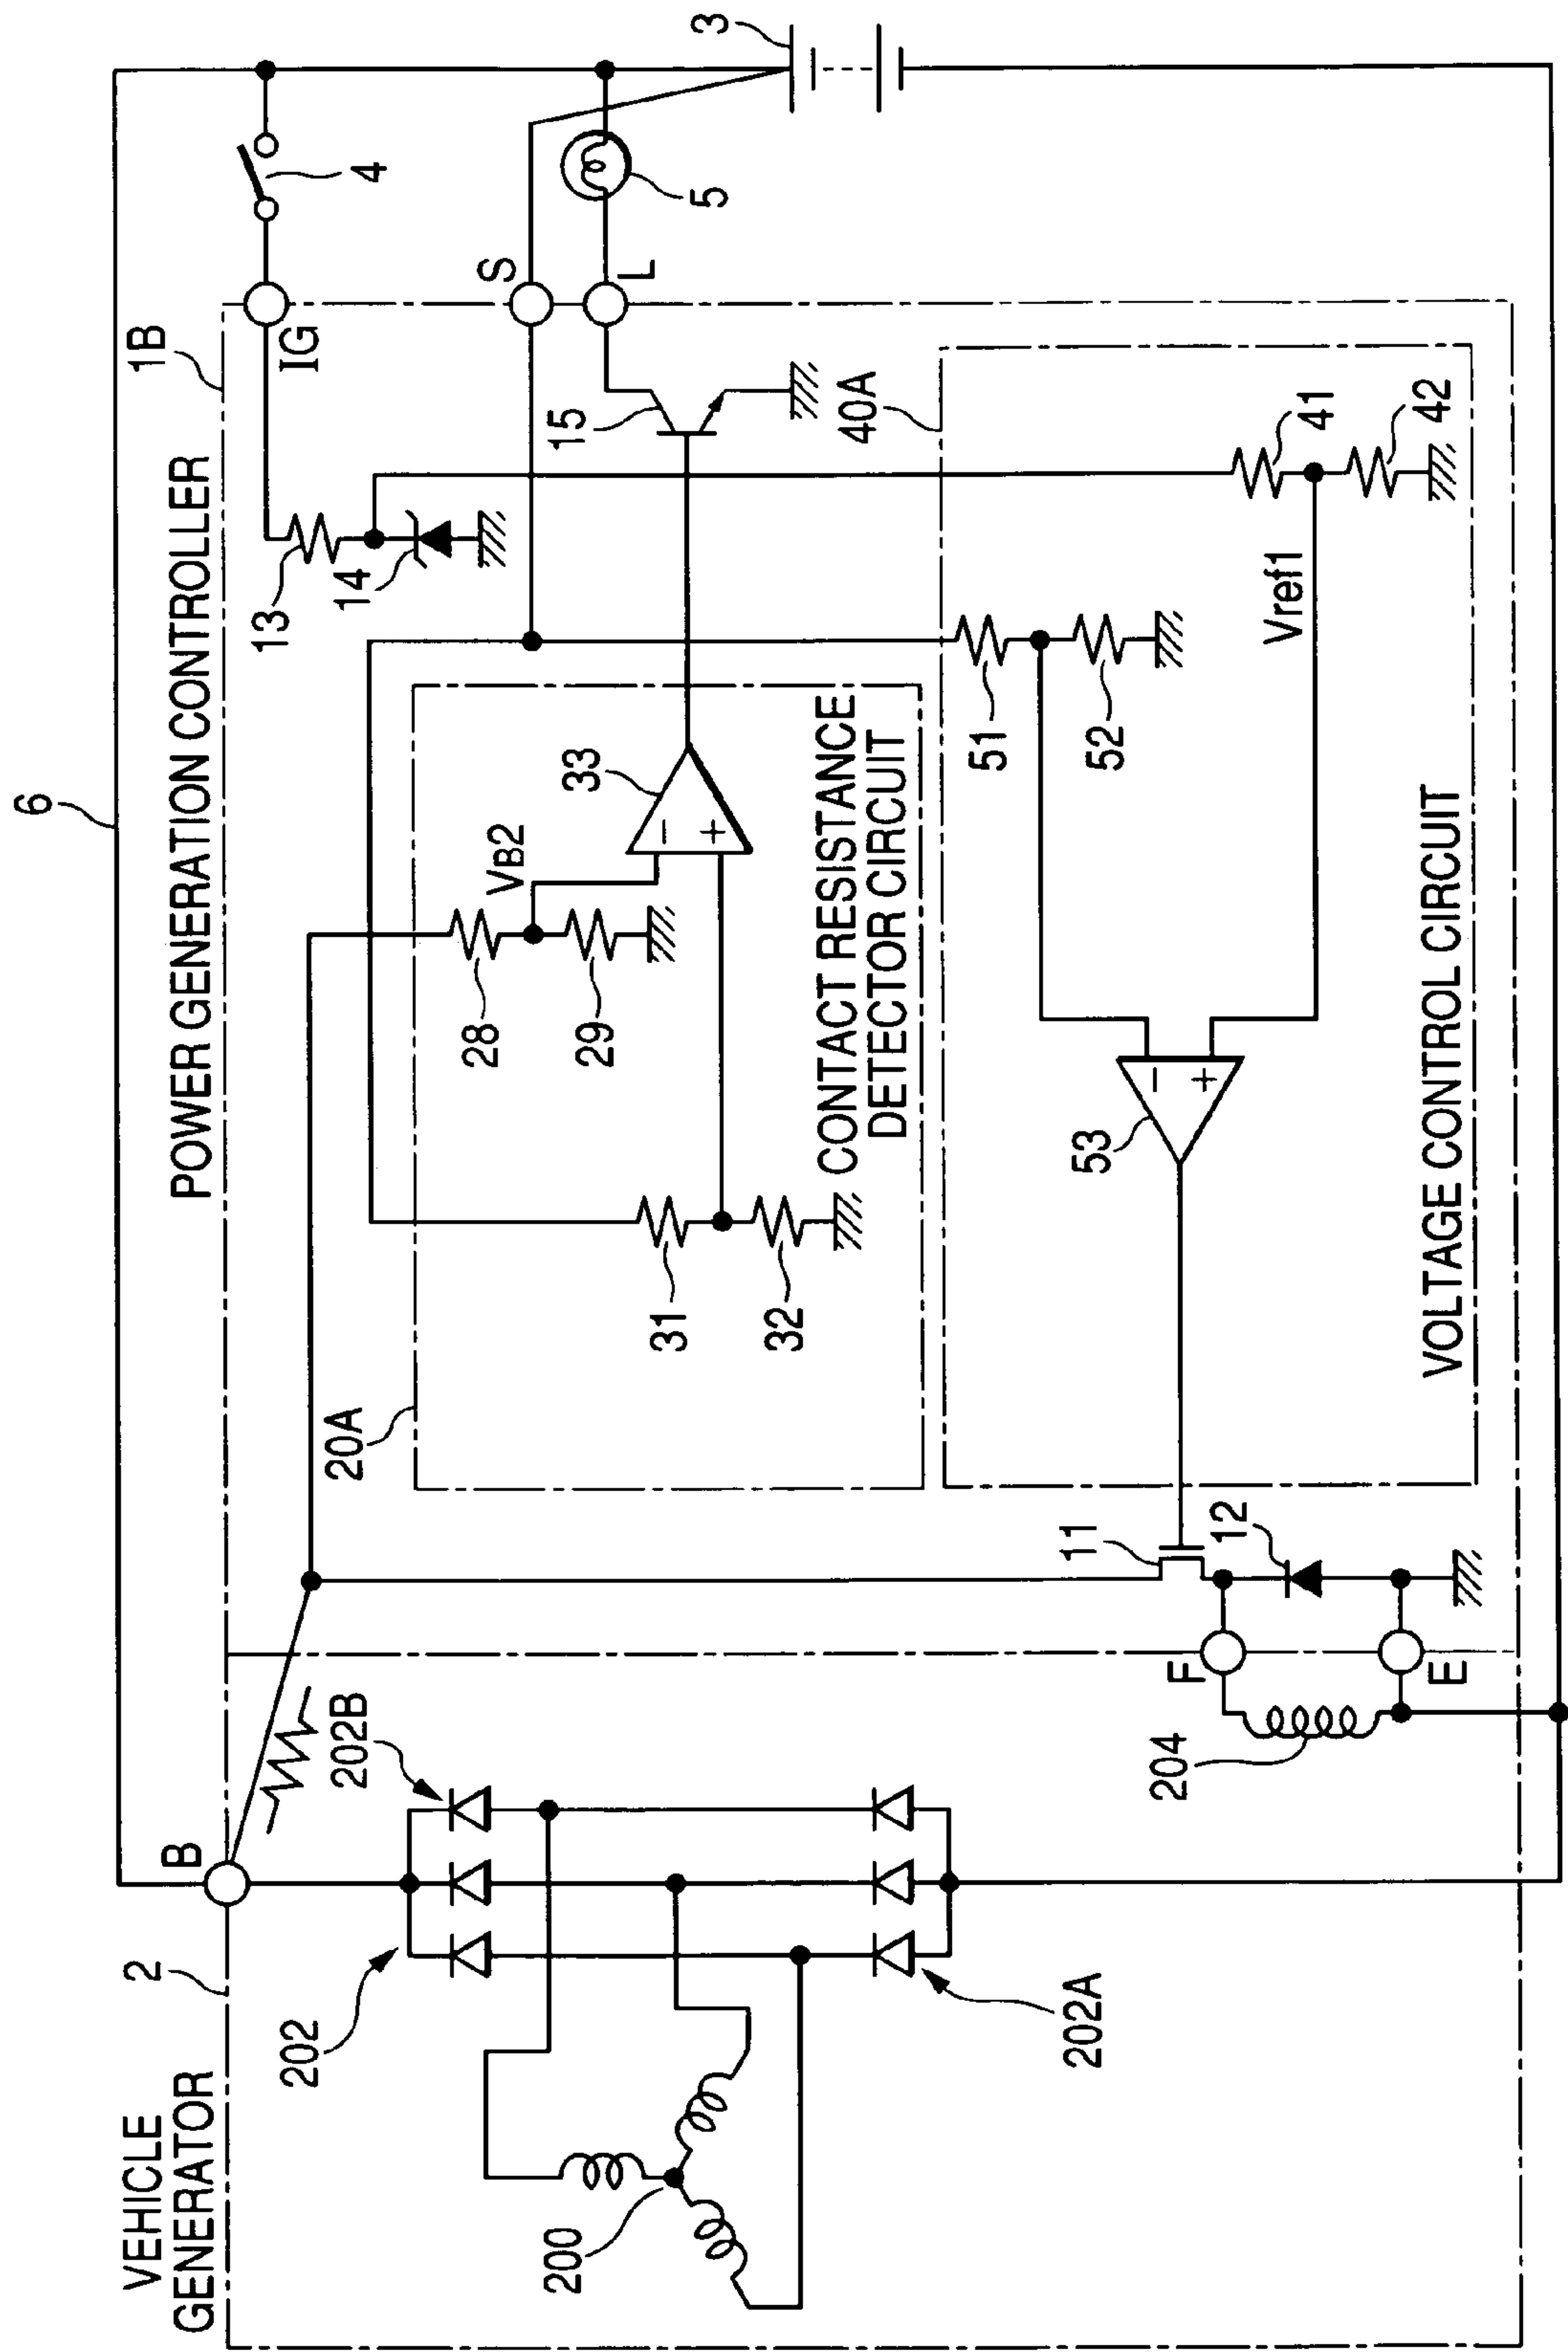 6
POWER GENERATION CONTROLLER
1B
VEHICLE
GENERATOR
2
B
IG
4
3
S
L
5
13
14
15
202
202B
202A
200
20A
28
29
VB2
33
31
32
CONTACT RESISTANCE
DETECTOR CIRCUIT
40A
41
42
51
52
Vref1
53
VOLTAGE CONTROL CIRCUIT
11
12
F
E
204
−
+
−
+